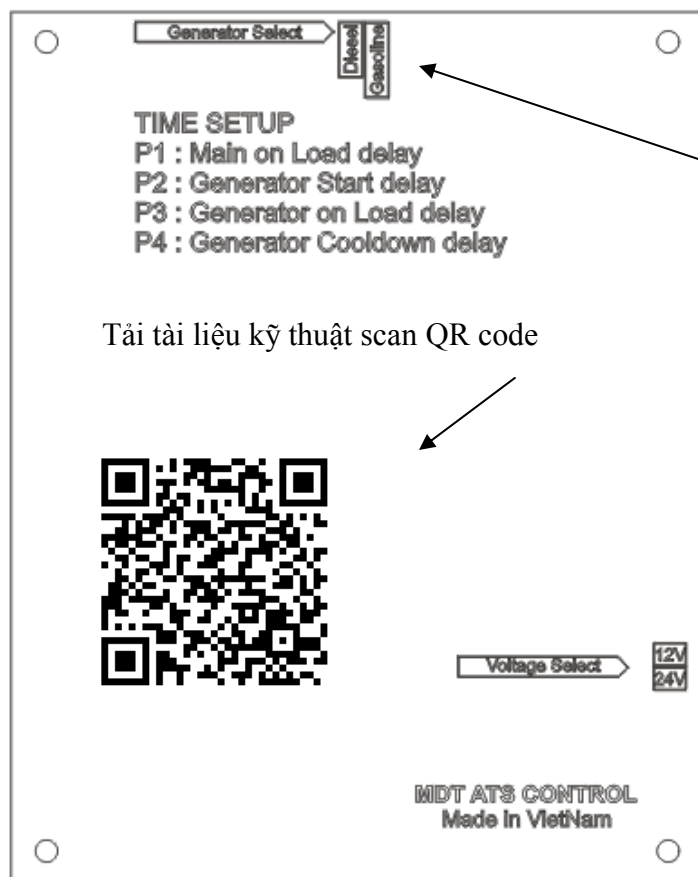 Generator Select
Diesel
Gasoline
TIME SETUP
P1 : Main on Load delay
P2 : Generator Start delay
P3 : Generator on Load delay
P4 : Generator Cooldown delay
Tải tài liệu kỹ thuật scan QR code
Voltage Select
12V
24V
MDT ATS CONTROL
Made in VietNam